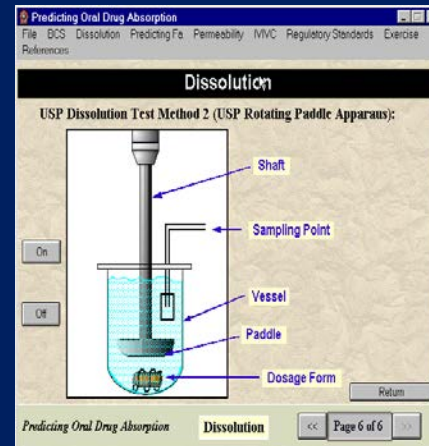 Predicting Oral Drug Absorption
File BCS Dissolution Predicting Fa Permeability IVIVC Regulatory Standards Exercise
References
Dissolution
USP Dissolution Test Method 2 (USP Rotating Paddle Apparaus):
Shaft
Sampling Point
On
Vessel
Off
Paddle
Dosage Form
Return
Predicting Oral Drug Absorption Dissolution << Page 6 of 6 >>